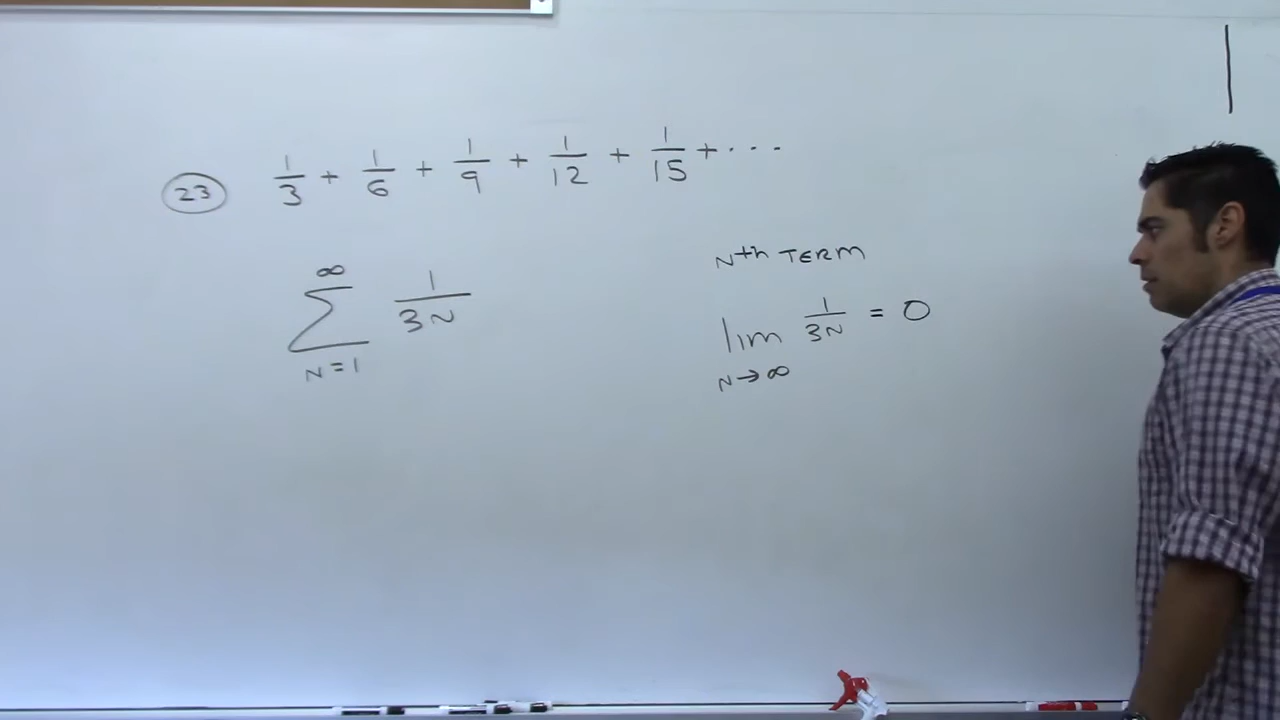 23 1/3 + 1/6 + 1/9 + 1/12 + 1/15 + ...
∞
Σ 1/3N
N=1
Nth TERM
lim 1/3N = 0
N→∞